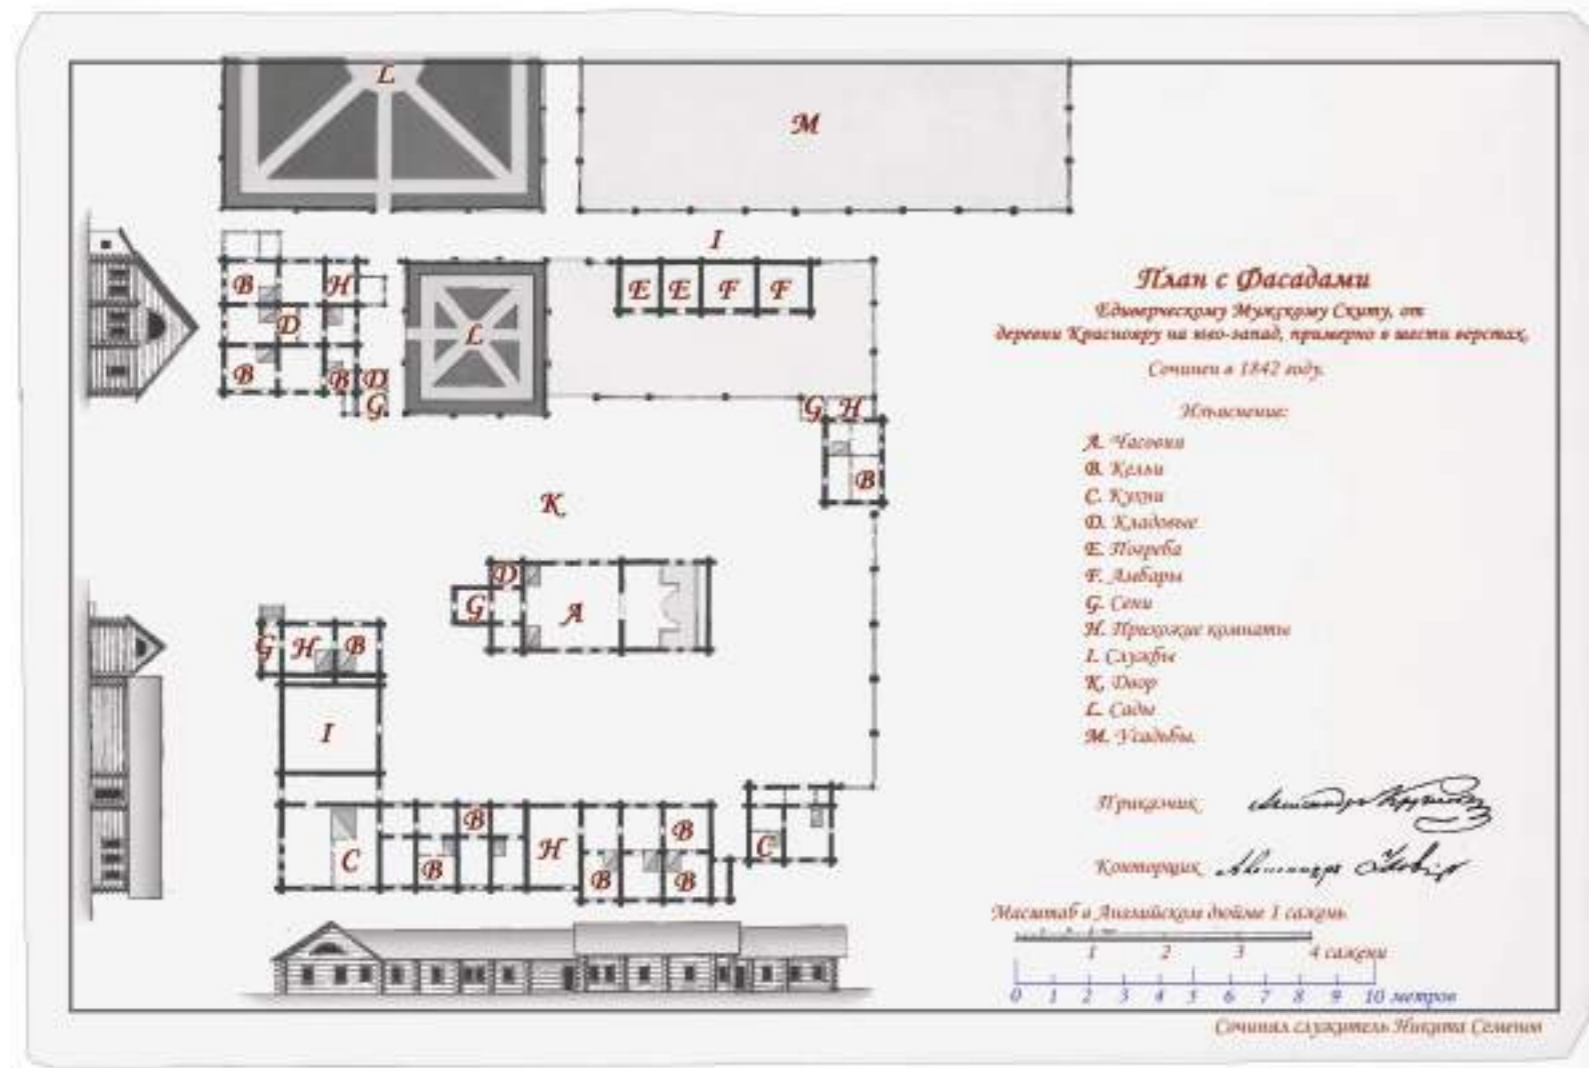 L
M
I
B
H
E
E
F
F
D
L
B
B
D
G
G
H
B
K
D
G
A
G
H
B
I
B
B
H
C
B
B
B
C
План с Фасадами
Мужскому Скиту, от
деревни Краснояру на юго-запад, примерно в шести верстах,
Сочинен в 1842 году.
Изъяснение:
A. Часовни
B. Кельи
C. Кухни
D. Кладовые
E. Погреба
F. Амбары
G. Сени
H. Прихожие комнаты
I. Службы
K. Двор
L. Сады
M. Усадьбы.
Приказчик
Конторщик
Масштаб в Английском дюйме 1 сажень
1 2 3 4 сажени
0 1 2 3 4 5 6 7 8 9 10 метров
Сочинял служитель Никита Семенов